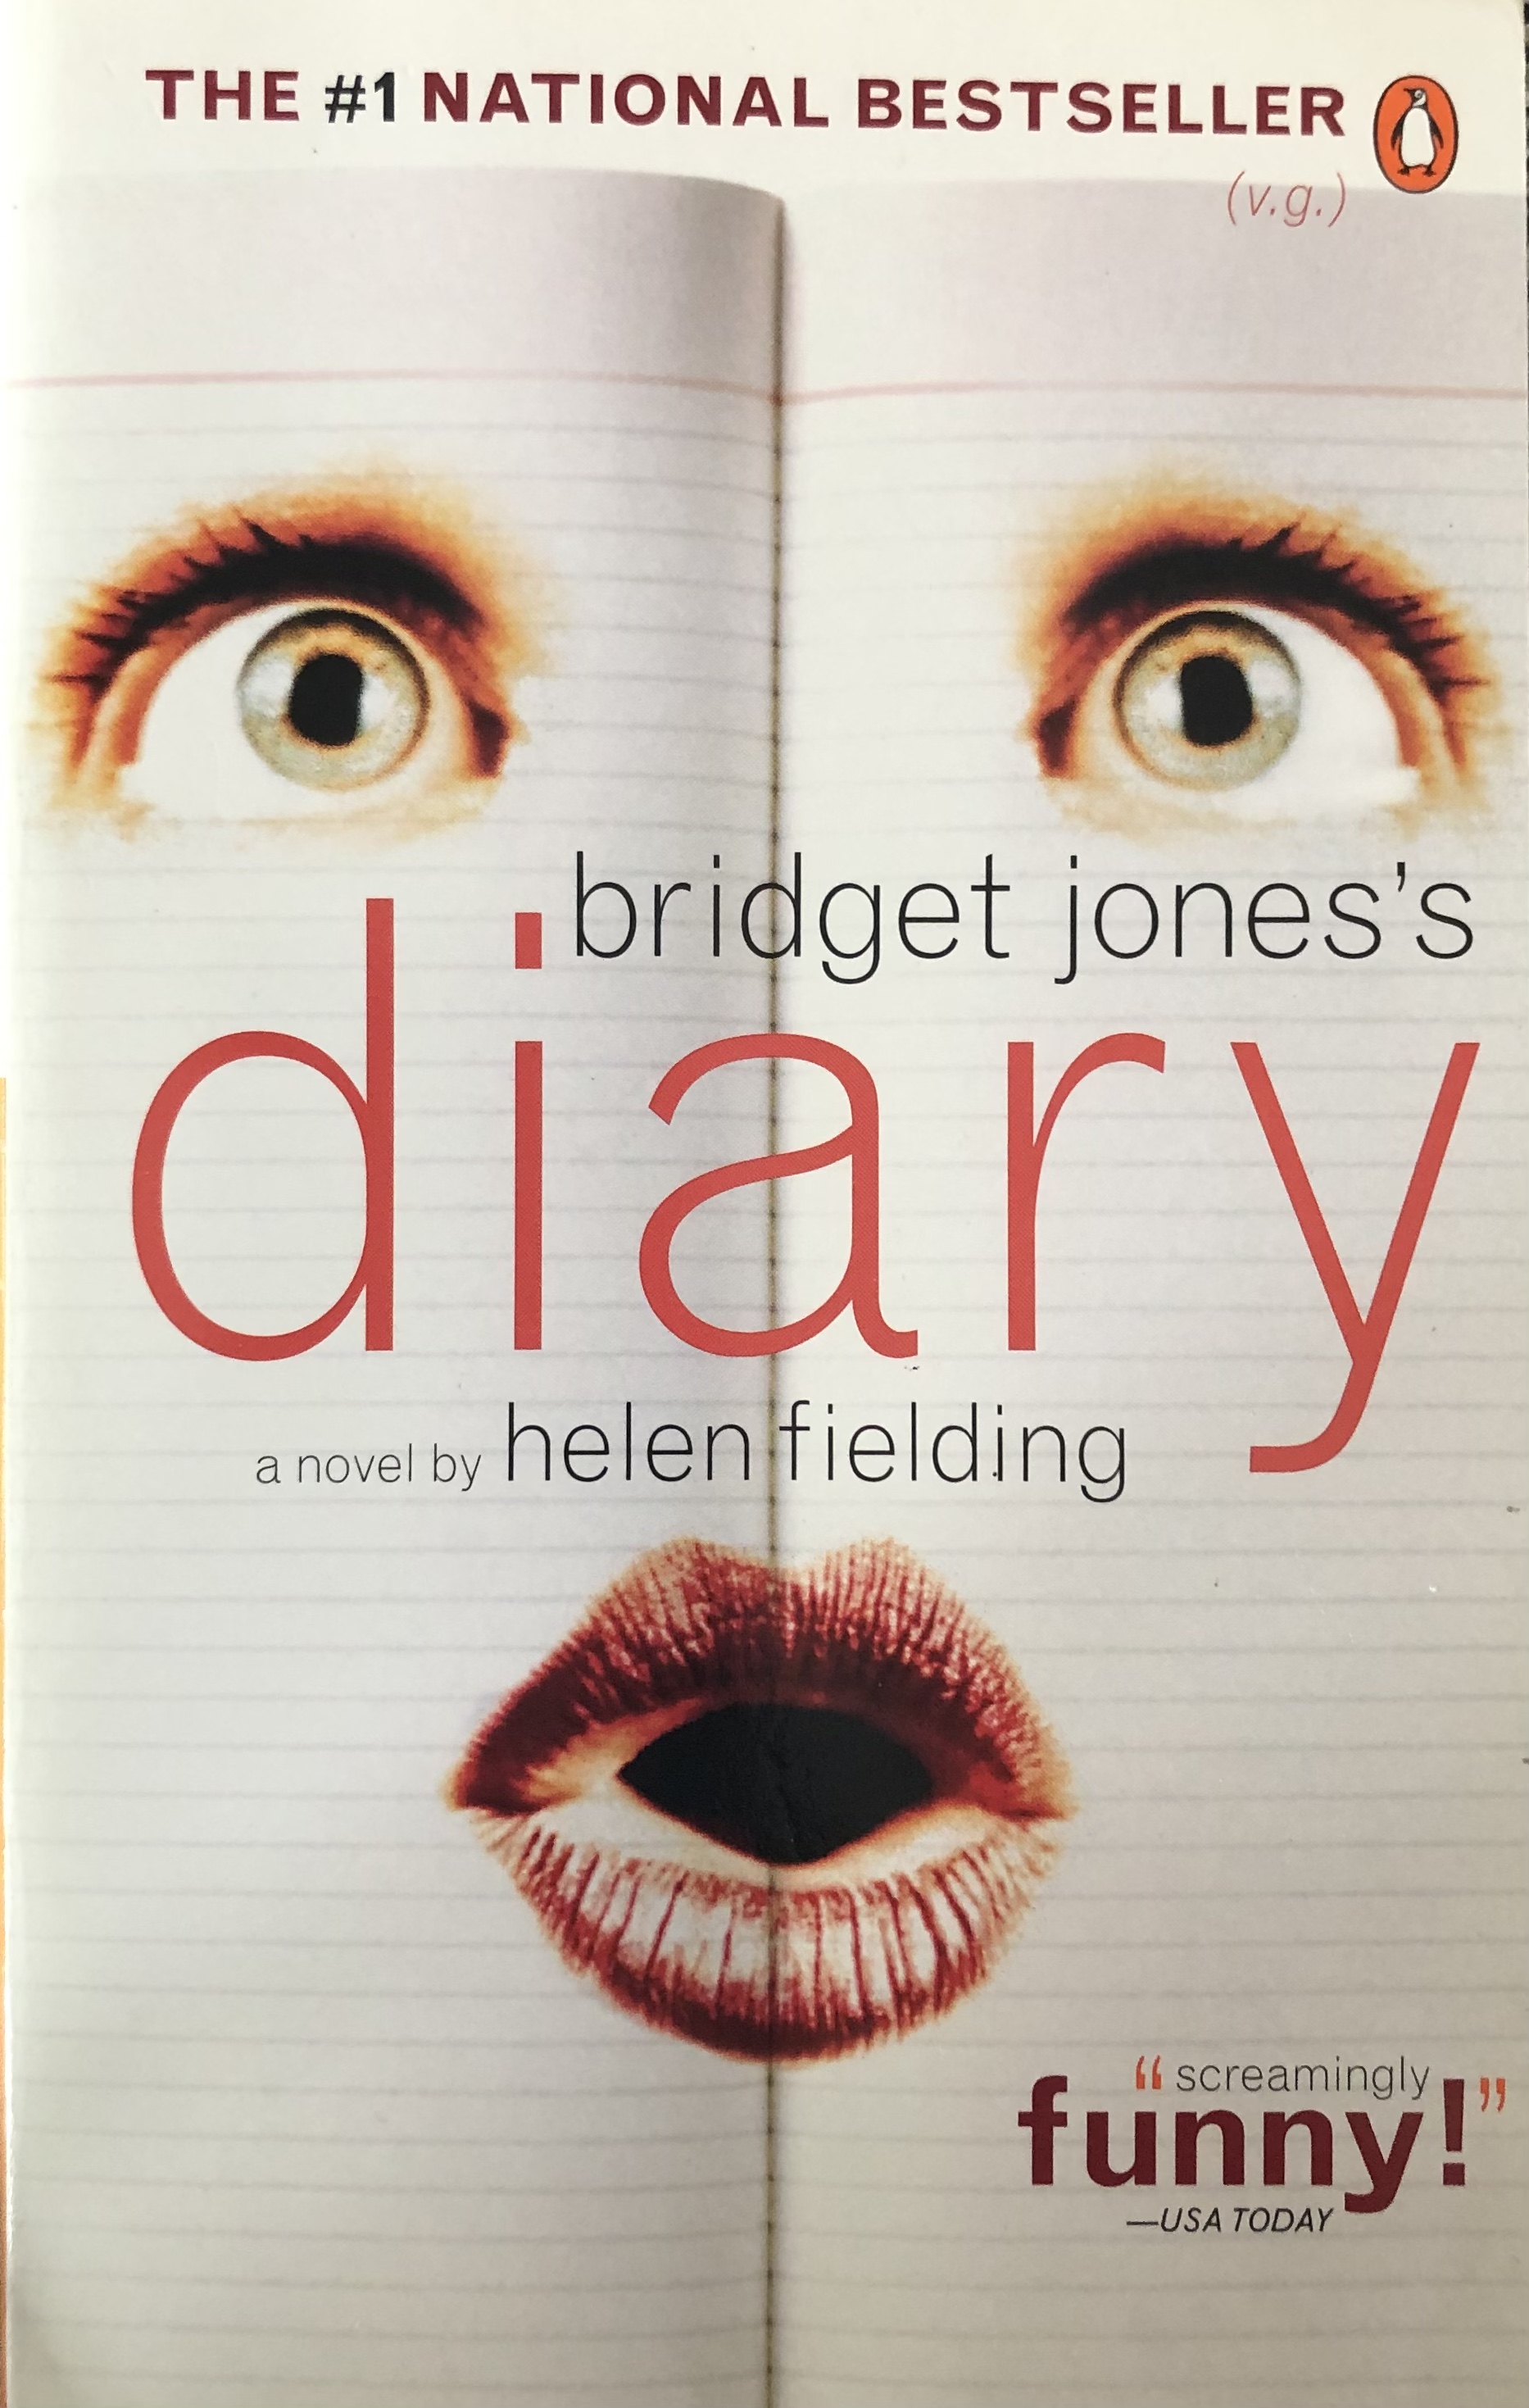 THE #1 NATIONAL BESTSELLER
(v.g.)
bridget jones's
diary
a novel by helen fielding
“screamingly
funny!”
—USA TODAY